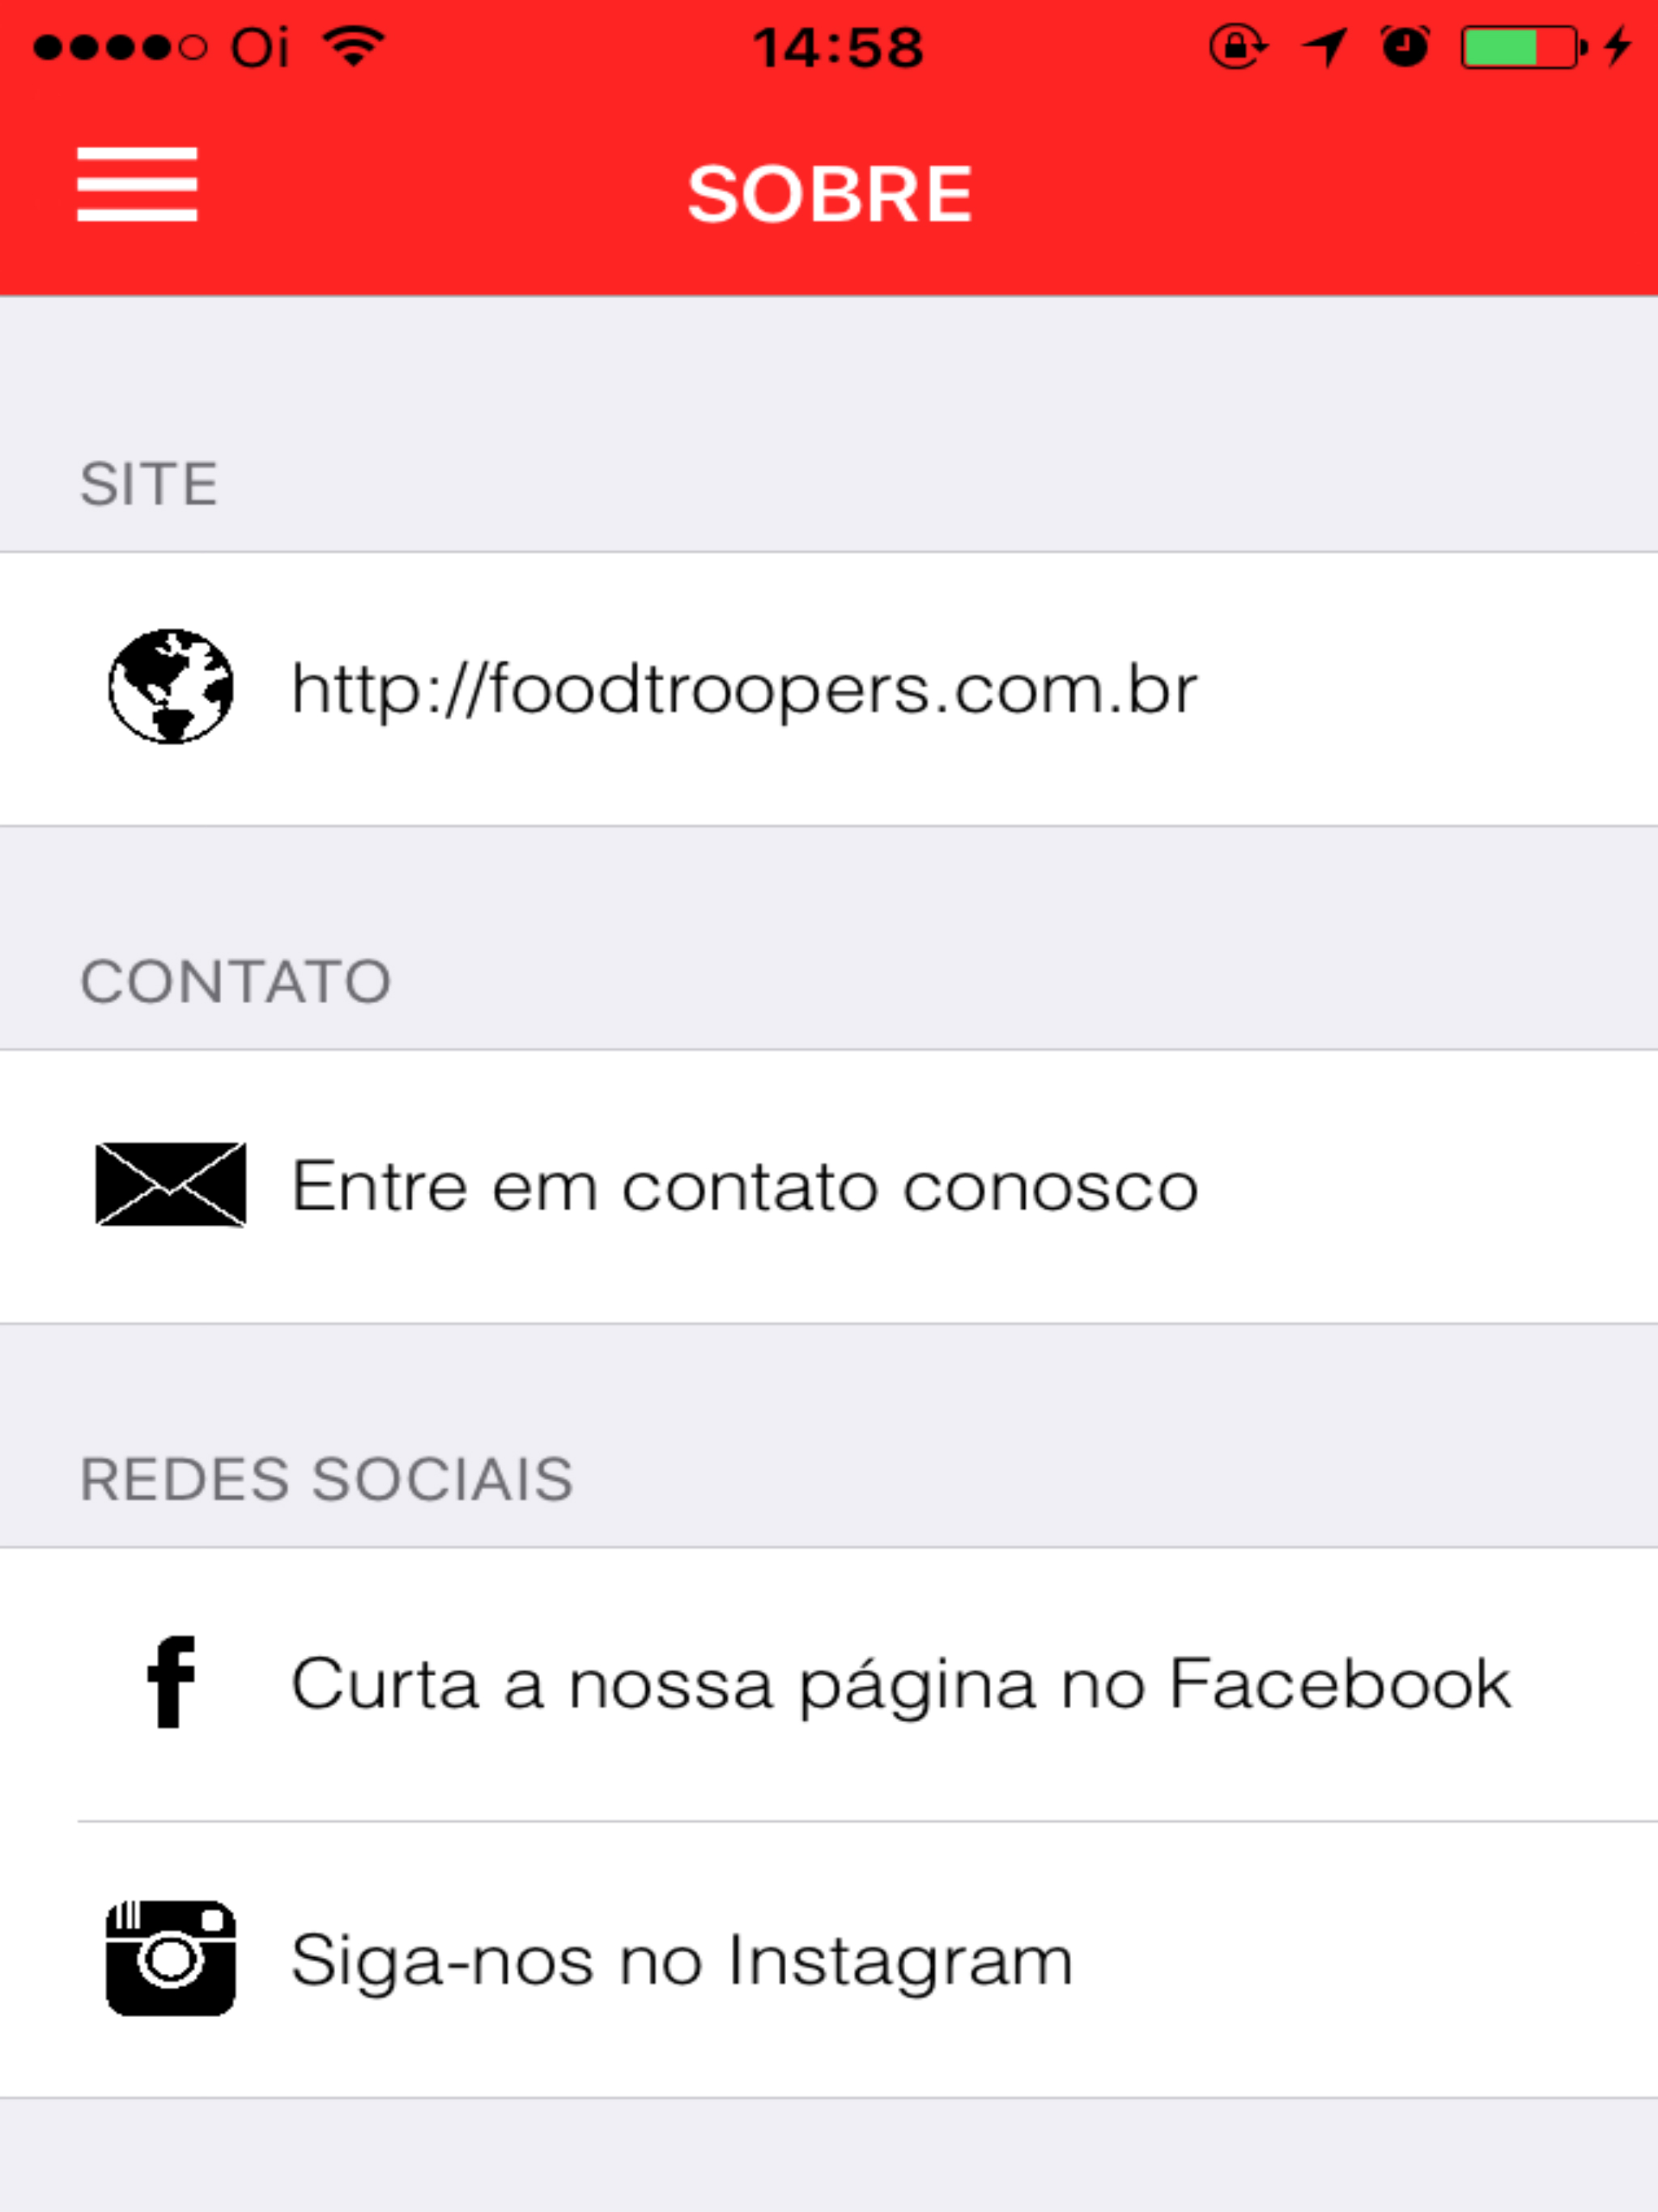 Oi 14:58
SOBRE
SITE
http://foodtroopers.com.br
CONTATO
Entre em contato conosco
REDES SOCIAIS
Curta a nossa página no Facebook
Siga-nos no Instagram